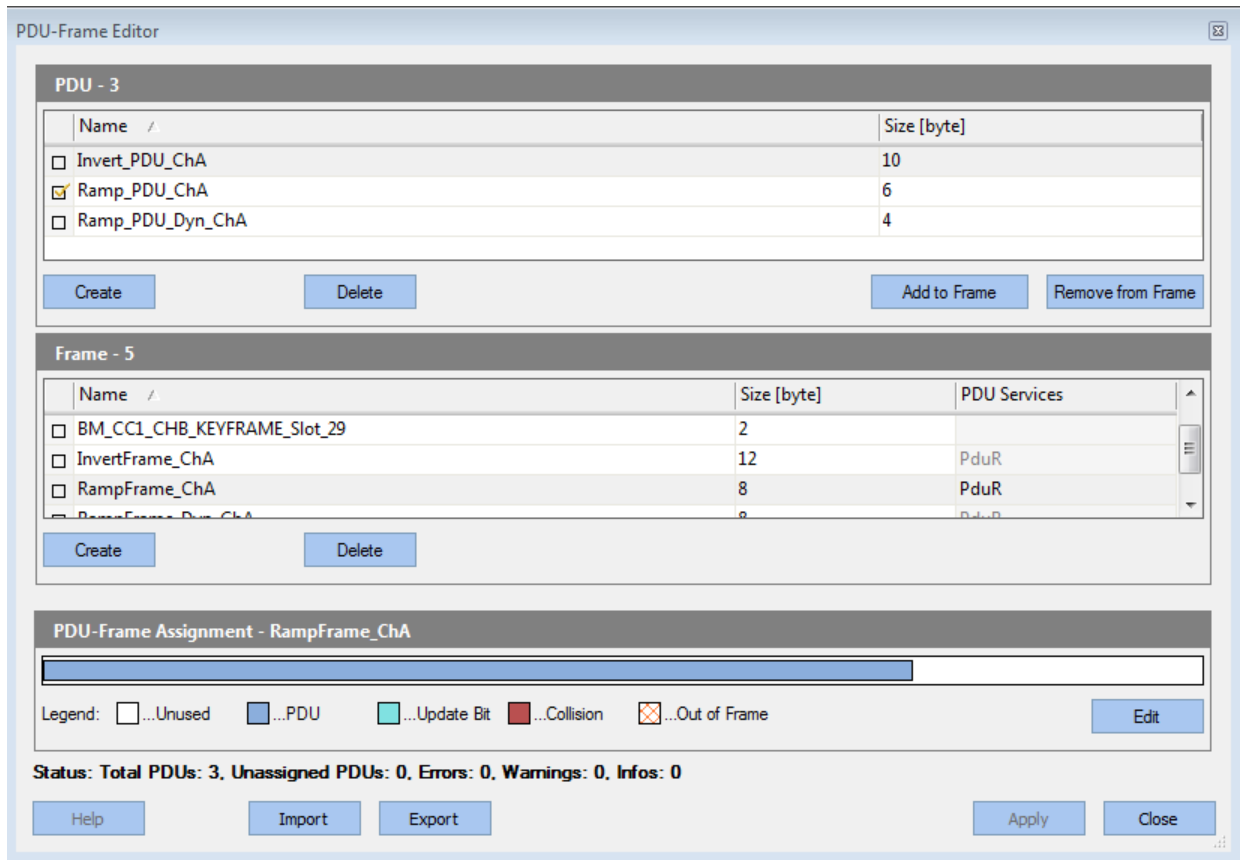 PDU-Frame Editor
PDU - 3
Name Size [byte]
Invert_PDU_ChA 10
Ramp_PDU_ChA 6
Ramp_PDU_Dyn_ChA 4
Create Delete Add to Frame Remove from Frame
Frame - 5
Name Size [byte] PDU Services
BM_CC1_CHB_KEYFRAME_Slot_29 2
InvertFrame_ChA 12 PduR
RampFrame_ChA 8 PduR
RampFrame_Dyn_ChA 8 PduR
Create Delete
PDU-Frame Assignment - RampFrame_ChA
Legend: ...Unused ...PDU ...Update Bit ...Collision ...Out of Frame Edit
Status: Total PDUs: 3, Unassigned PDUs: 0, Errors: 0, Warnings: 0, Infos: 0
Help Import Export Apply Close